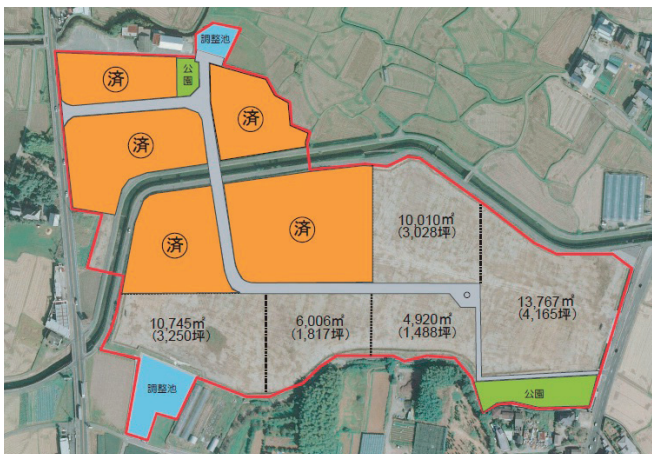 調整池
公
園
済
済
済
済
済
10,010㎡
(3,028坪)
13,767㎡
(4,165坪)
10,745㎡
(3,250坪)
6,006㎡
(1,817坪)
4,920㎡
(1,488坪)
調整池
公園